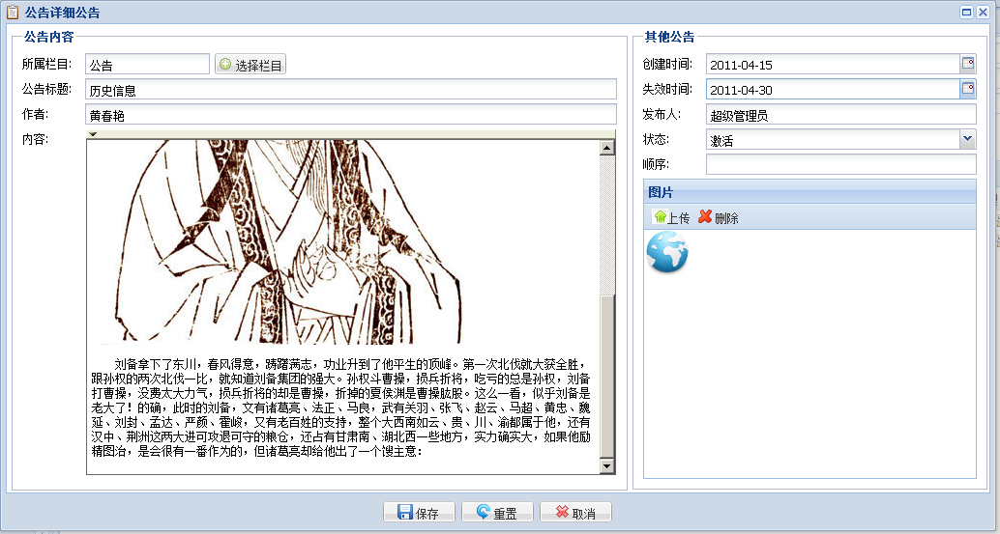 公告详细公告
公告内容
所属栏目: 公告 选择栏目
公告标题: 历史信息
作者: 黄春艳
内容:
刘备拿下了东川，春风得意，踌躇满志，功业升到了他平生的顶峰。第一次北伐就大获全胜，
跟孙权的两次北伐一比，就知道刘备集团的强大。孙权斗曹操，损兵折将，吃亏的总是孙权，刘备
打曹操，没费太大力气，损兵折将的却是曹操，折掉的夏侯渊是曹操肱股。这么一看，似乎刘备是
老大了！的确，此时的刘备，文有诸葛亮、法正、马良，武有关羽、张飞、赵云、马超、黄忠、魏
延、刘封、孟达、严颜、霍峻，又有老百姓的支持，整个大西南如云、贵、川、渝都属于他，还有
汉中、荆洲这两大进可攻退可守的粮仓，还占有甘肃南、湖北西一些地方，实力确实大，如果他励
精图治，是会很有一番作为的，但诸葛亮却给他出了一个馊主意：
其他公告
创建时间: 2011-04-15
失效时间: 2011-04-30
发布人: 超级管理员
状态: 激活
顺序:
图片
上传 删除
保存 重置 取消